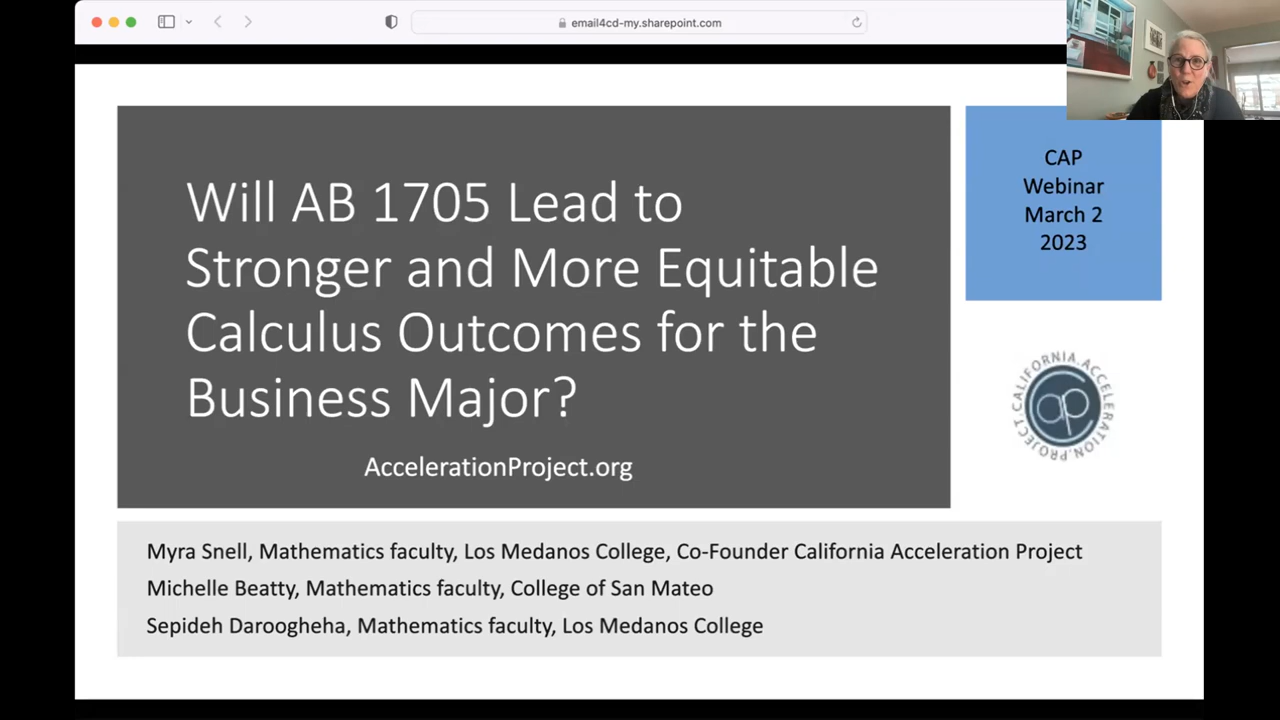 email4cd-my.sharepoint.com
Will AB 1705 Lead to
Stronger and More Equitable
Calculus Outcomes for the
Business Major?
AccelerationProject.org
CAP
Webinar
March 2
2023
CALIFORNIA.ACCELERATION.PROJECT.
cap
Myra Snell, Mathematics faculty, Los Medanos College, Co-Founder California Acceleration Project
Michelle Beatty, Mathematics faculty, College of San Mateo
Sepideh Daroogheha, Mathematics faculty, Los Medanos College